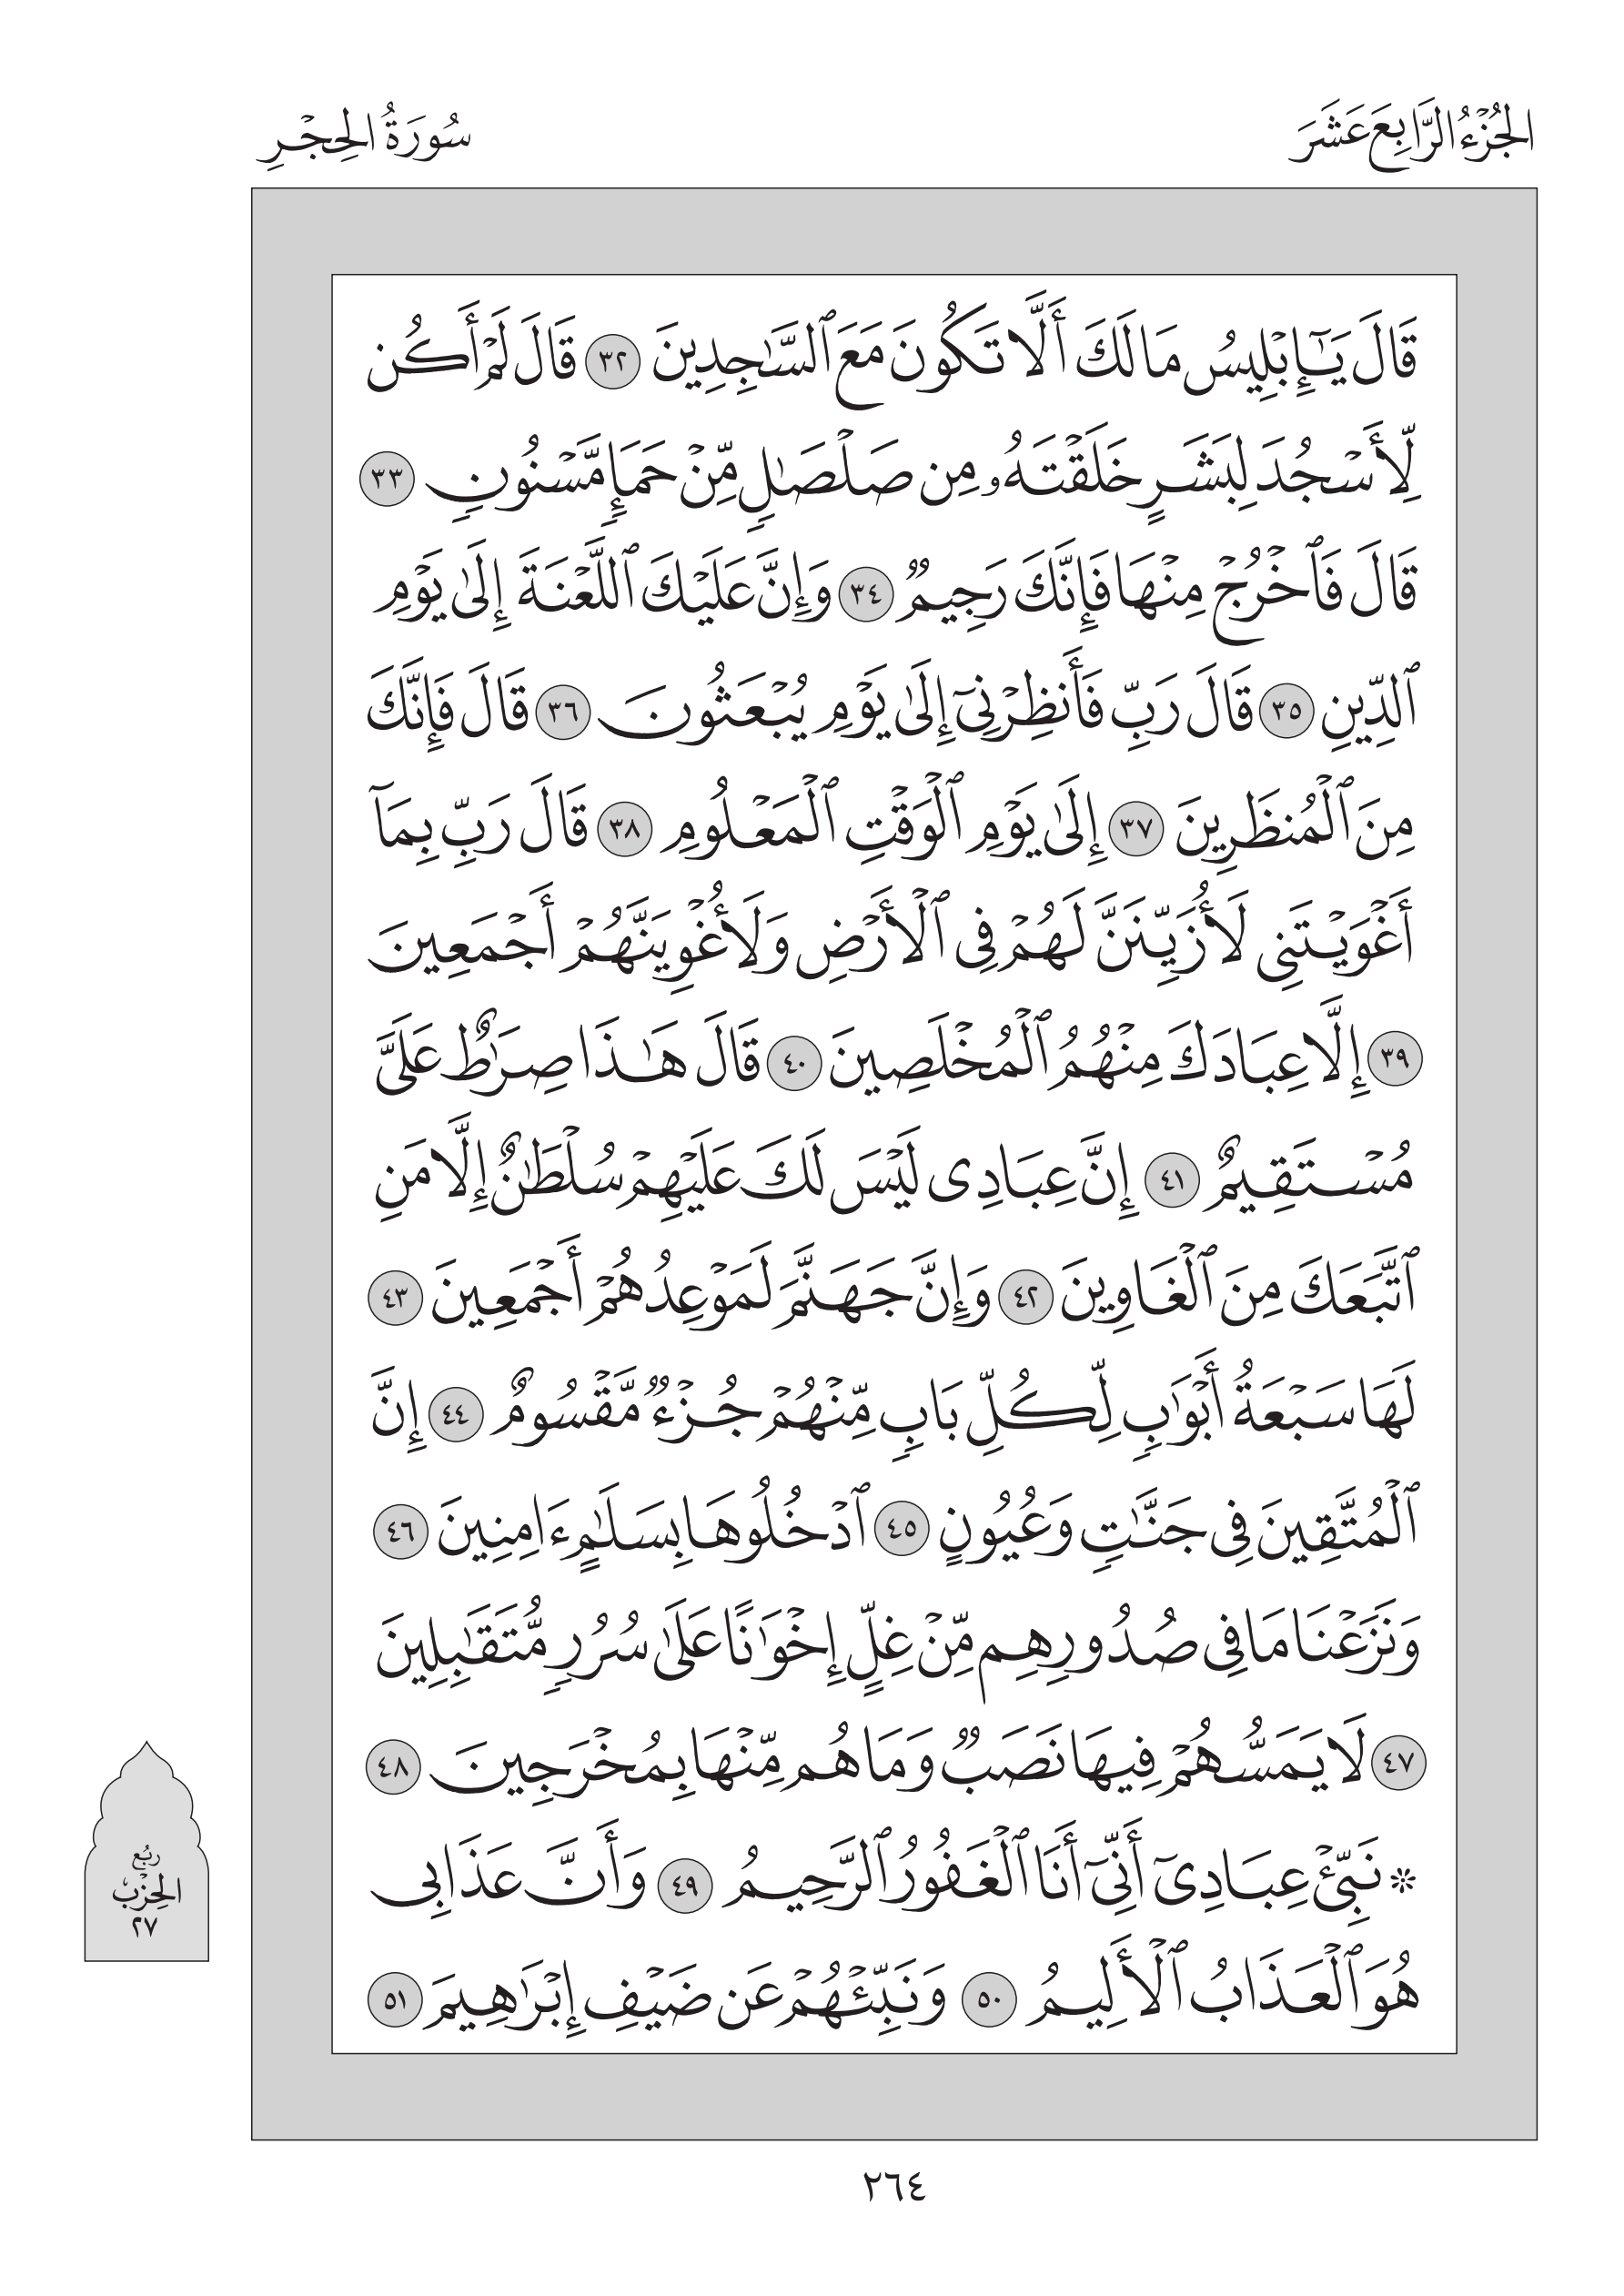 الجُزْءُ الرَّابِعَ عَشَرَ
سُورَةُ الحِجْرِ
قَالَ يَٰٓإِبۡلِيسُ مَا لَكَ أَلَّا تَكُونَ مَعَ ٱلسَّٰجِدِينَ ٣٢ قَالَ لَمۡ أَكُن
لِّأَسۡجُدَ لِبَشَرٍ خَلَقۡتَهُۥ مِن صَلۡصَٰلٖ مِّنۡ حَمَإٖ مَّسۡنُونٖ ٣٣
قَالَ فَٱخۡرُجۡ مِنۡهَا فَإِنَّكَ رَجِيمٞ ٣٤ وَإِنَّ عَلَيۡكَ ٱللَّعۡنَةَ إِلَىٰ يَوۡمِ
ٱلدِّينِ ٣٥ قَالَ رَبِّ فَأَنظِرۡنِيٓ إِلَىٰ يَوۡمِ يُبۡعَثُونَ ٣٦ قَالَ فَإِنَّكَ
مِنَ ٱلۡمُنظَرِينَ ٣٧ إِلَىٰ يَوۡمِ ٱلۡوَقۡتِ ٱلۡمَعۡلُومِ ٣٨ قَالَ رَبِّ بِمَآ
أَغۡوَيۡتَنِي لَأُزَيِّنَنَّ لَهُمۡ فِي ٱلۡأَرۡضِ وَلَأُغۡوِيَنَّهُمۡ أَجۡمَعِينَ
٣٩ إِلَّا عِبَادَكَ مِنۡهُمُ ٱلۡمُخۡلَصِينَ ٤٠ قَالَ هَٰذَا صِرَٰطٌ عَلَيَّ
مُسۡتَقِيمٌ ٤١ إِنَّ عِبَادِي لَيۡسَ لَكَ عَلَيۡهِمۡ سُلۡطَٰنٌ إِلَّا مَنِ
ٱتَّبَعَكَ مِنَ ٱلۡغَاوِينَ ٤٢ وَإِنَّ جَهَنَّمَ لَمَوۡعِدُهُمۡ أَجۡمَعِينَ ٤٣
لَهَا سَبۡعَةُ أَبۡوَٰبٖ لِّكُلِّ بَابٖ مِّنۡهُمۡ جُزۡءٞ مَّقۡسُومٌ ٤٤ إِنَّ
ٱلۡمُتَّقِينَ فِي جَنَّٰتٖ وَعُيُونٍ ٤٥ ٱدۡخُلُوهَا بِسَلَٰمٍ ءَامِنِينَ ٤٦
وَنَزَعۡنَا مَا فِي صُدُورِهِم مِّنۡ غِلٍّ إِخۡوَٰنًا عَلَىٰ سُرُرٖ مُّتَقَٰبِلِينَ
٤٧ لَا يَمَسُّهُمۡ فِيهَا نَصَبٞ وَمَا هُم مِّنۡهَا بِمُخۡرَجِينَ ٤٨
* نَبِّئۡ عِبَادِيٓ أَنِّيٓ أَنَا ٱلۡغَفُورُ ٱلرَّحِيمُ ٤٩ وَأَنَّ عَذَابِي
هُوَ ٱلۡعَذَابُ ٱلۡأَلِيمُ ٥٠ وَنَبِّئۡهُمۡ عَن ضَيۡفِ إِبۡرَٰهِيمَ ٥١
رُبُع
الحِزْب
٢٧
٢٦٤